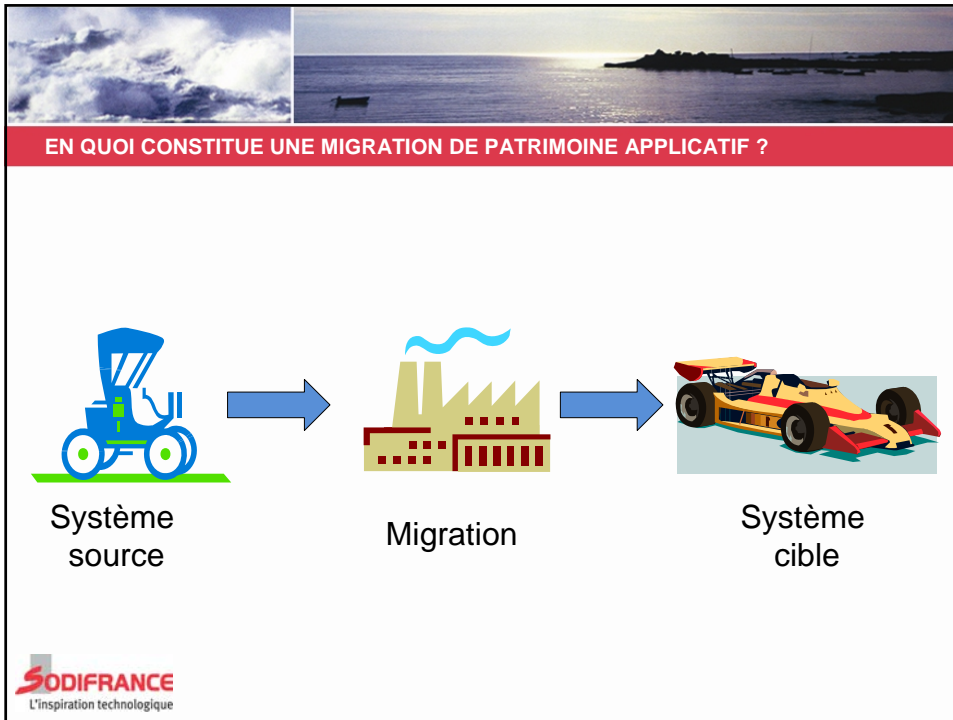 EN QUOI CONSTITUE UNE MIGRATION DE PATRIMOINE APPLICATIF ?
Système
source
Migration
Système
cible
SODIFRANCE
L'inspiration technologique